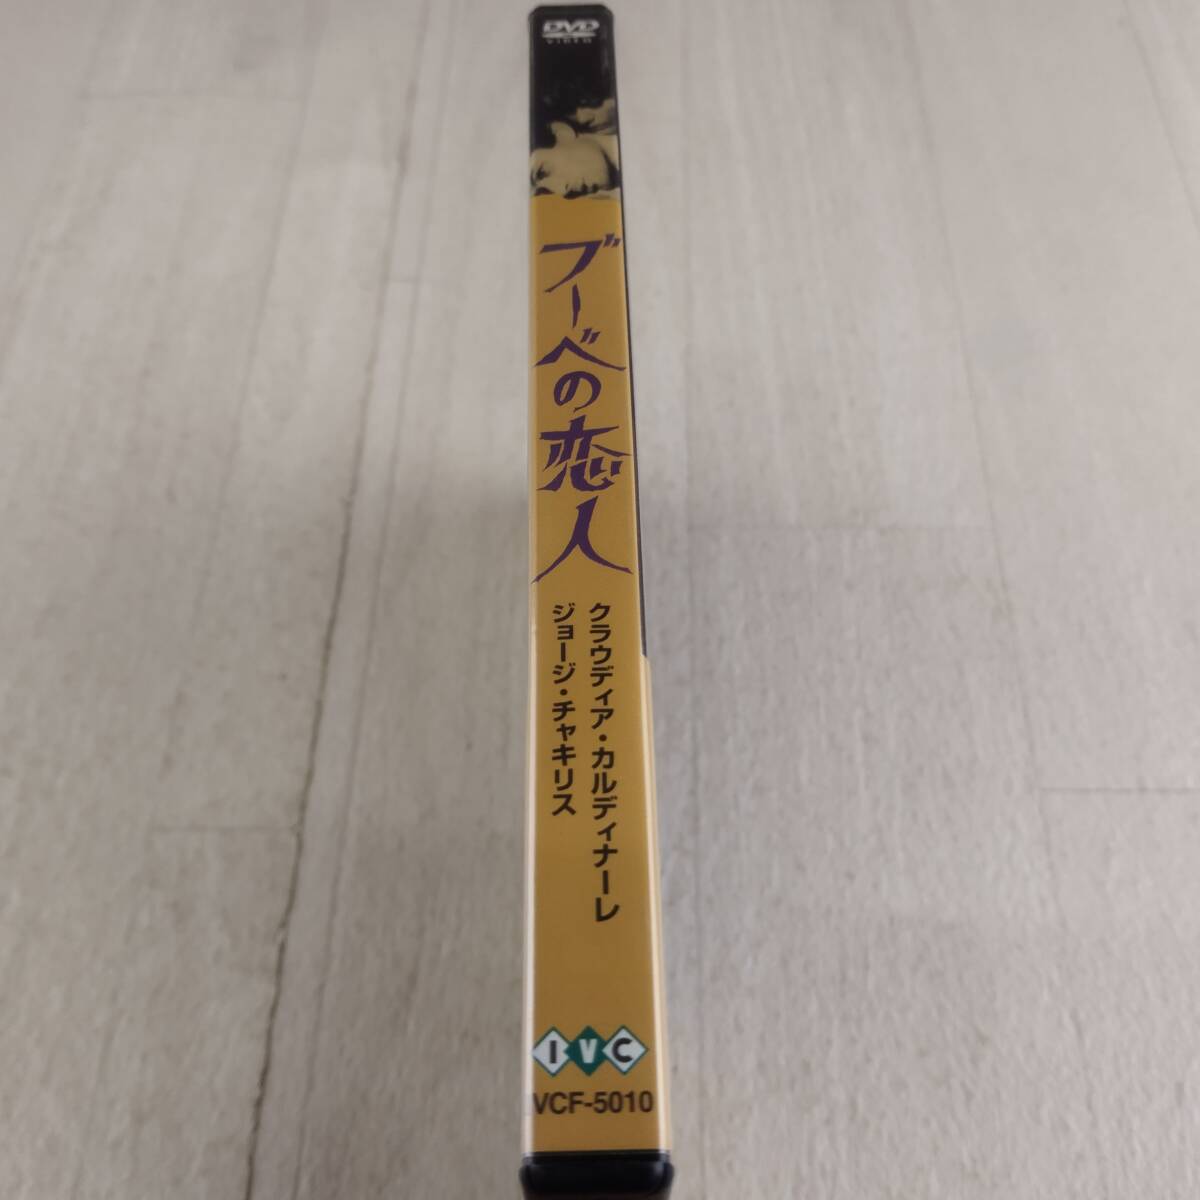 DVD
VIDEO
ブーベの恋人
クラウディア・カルディナーレ
ジョージ・チャキリス
IVC
IVCF-5010